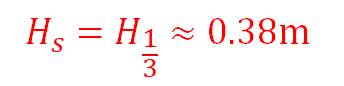 H_s = H_{1/3} ≈ 0.38m